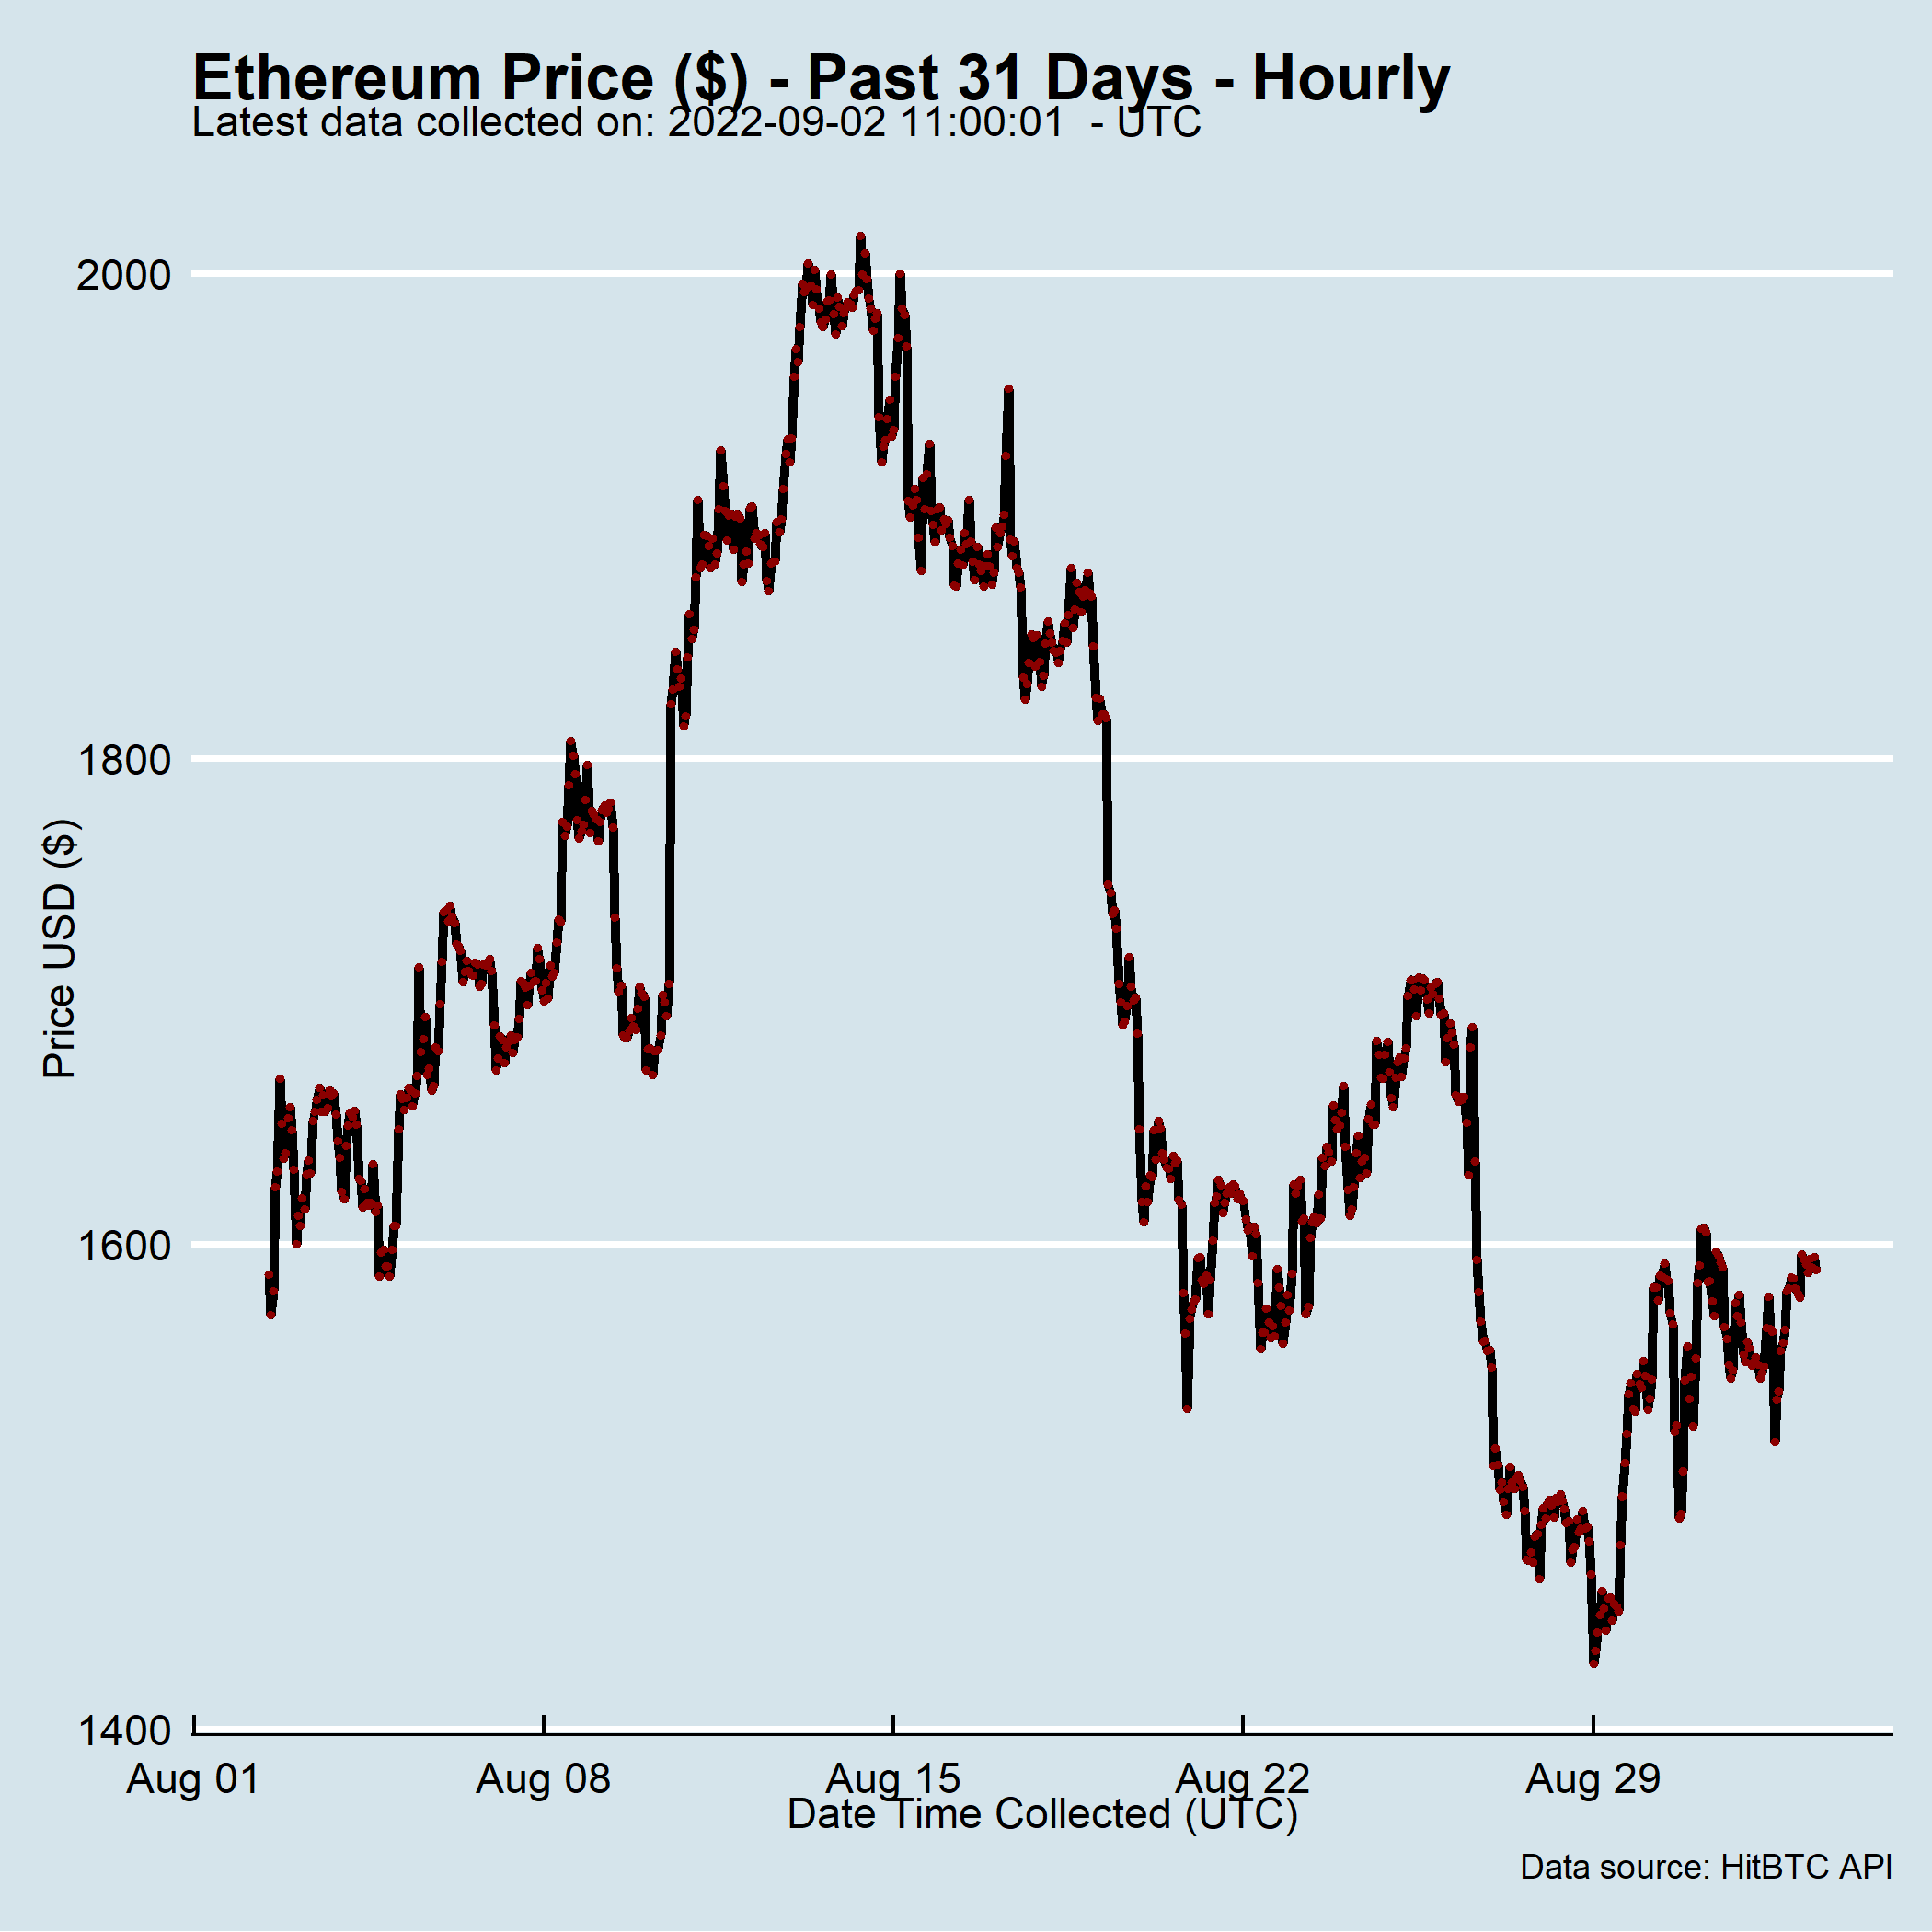 Ethereum Price ($) - Past 31 Days - Hourly
Latest data collected on: 2022-09-02 11:00:01  - UTC
2000
1800
1600
1400
Price USD ($)
Aug 01 Aug 08 Aug 15 Aug 22 Aug 29
Date Time Collected (UTC)
Data source: HitBTC API